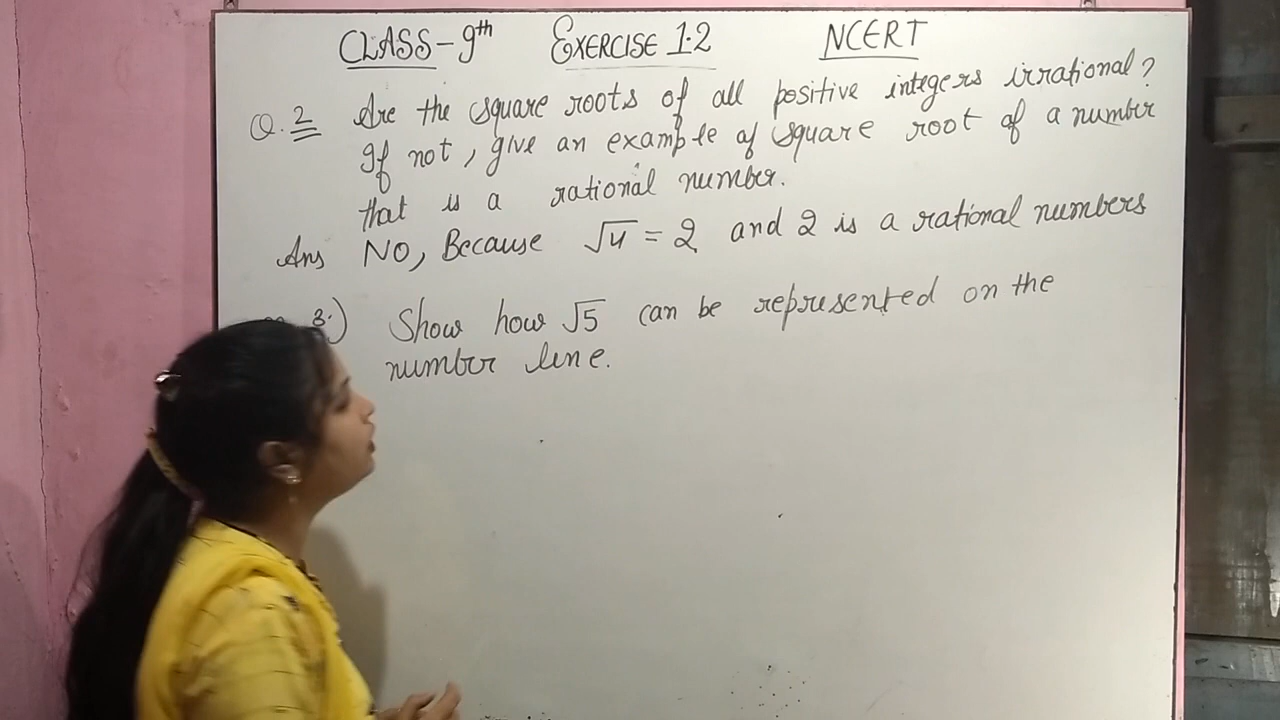 CLASS-9th EXERCISE 1.2 NCERT
Q.2 Are the square roots of all positive integers irrational?
If not, give an example of square root of a number
that is a rational number.
Ans NO, Because √4 = 2 and 2 is a rational numbers
3.) Show how √5 can be represented on the
number line.